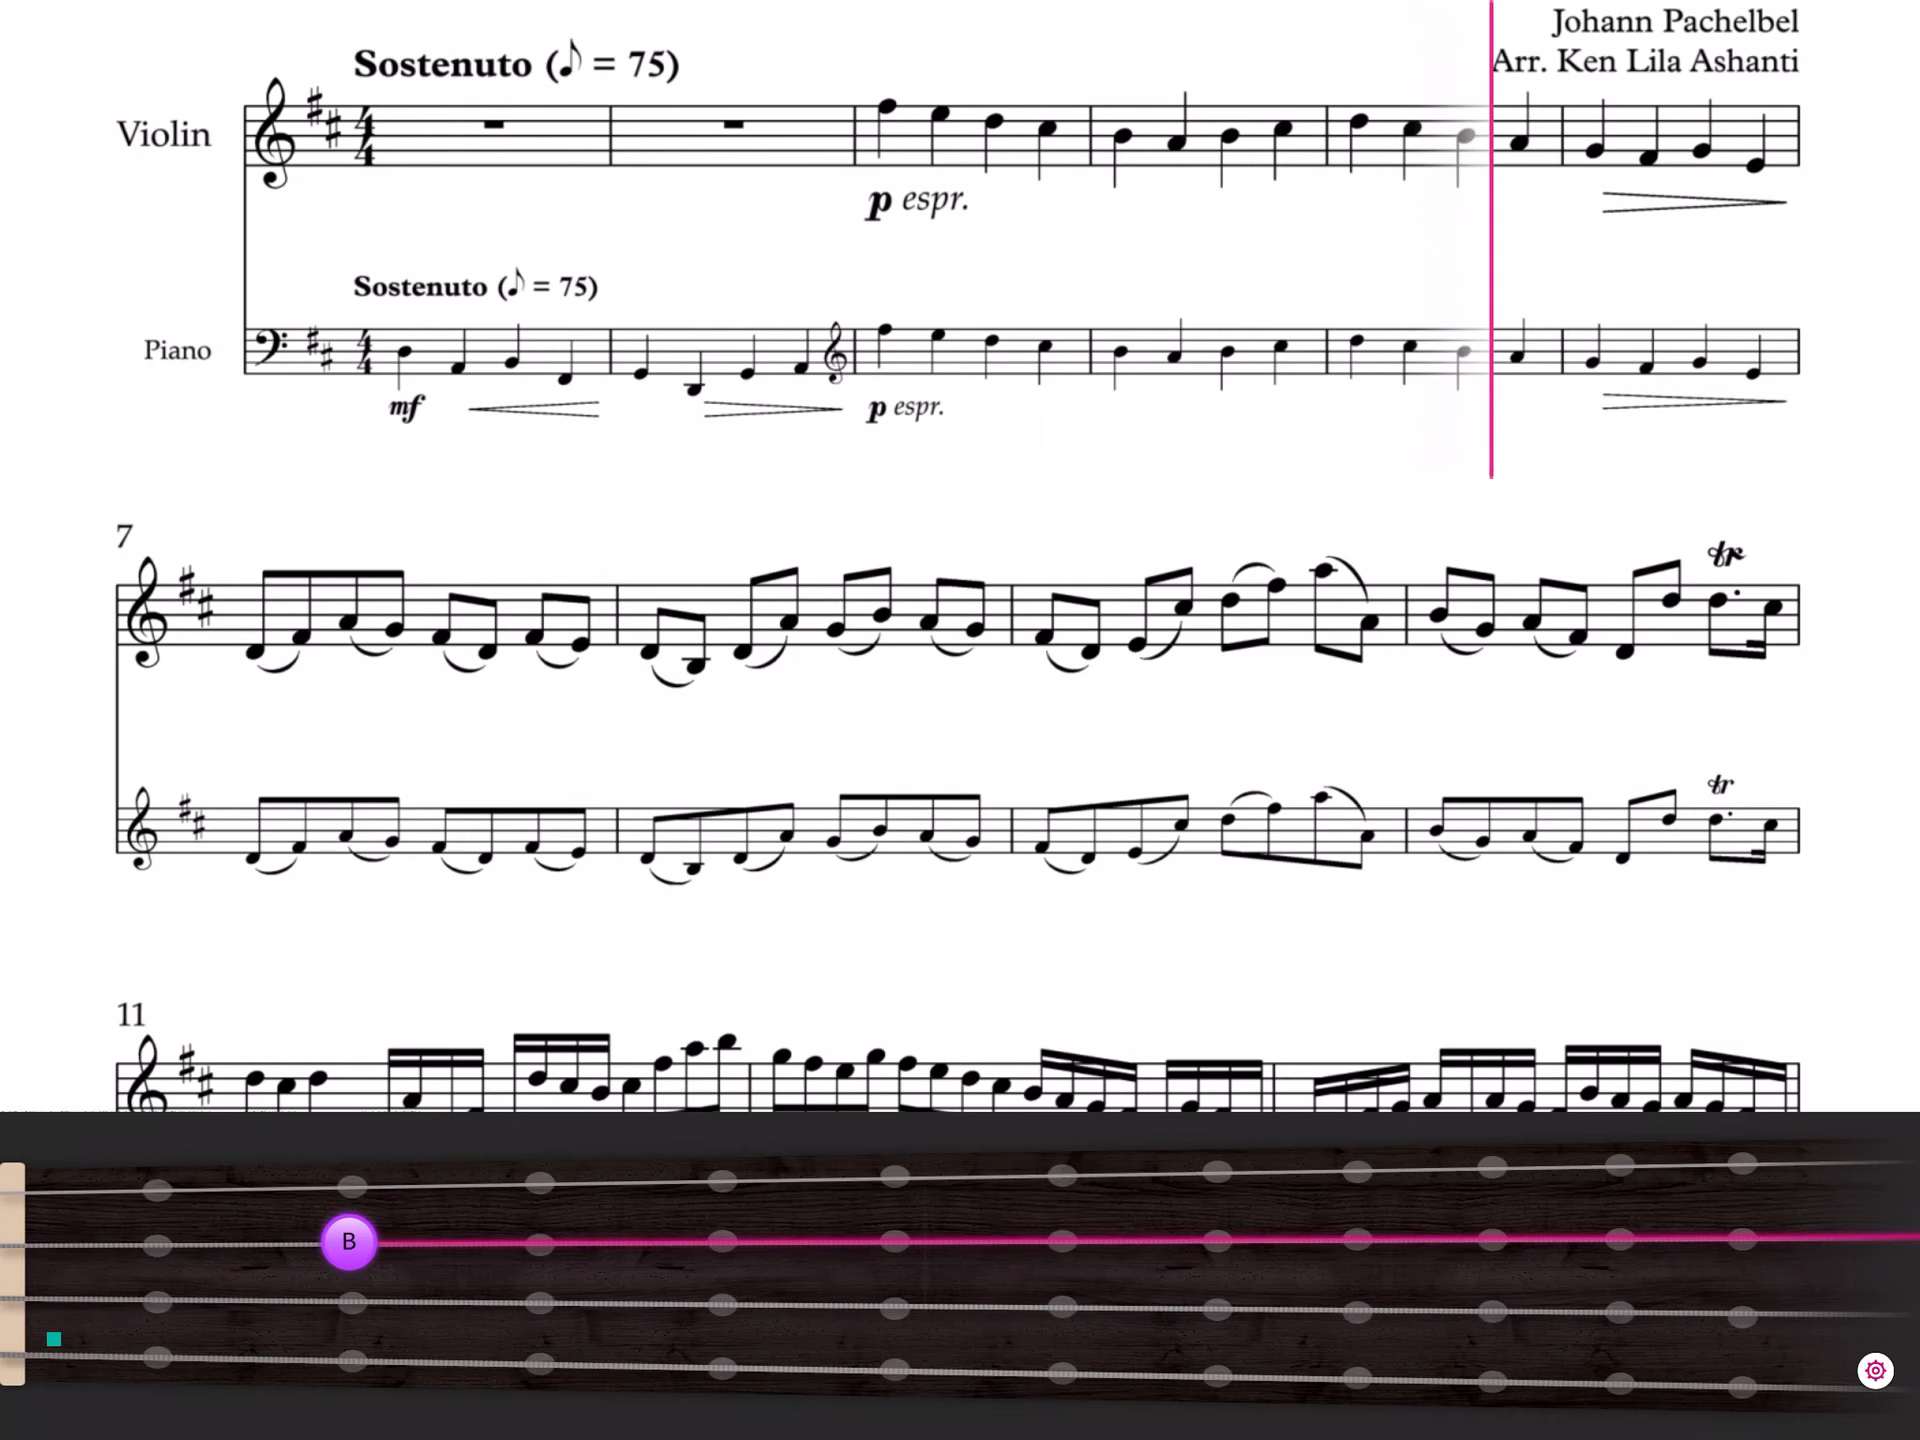 Johann Pachelbel
Arr. Ken Lila Ashanti
Sostenuto (♪ = 75)
Violin
p espr.
Sostenuto (♪ = 75)
Piano
mf
p espr.
7
tr
tr
11
B